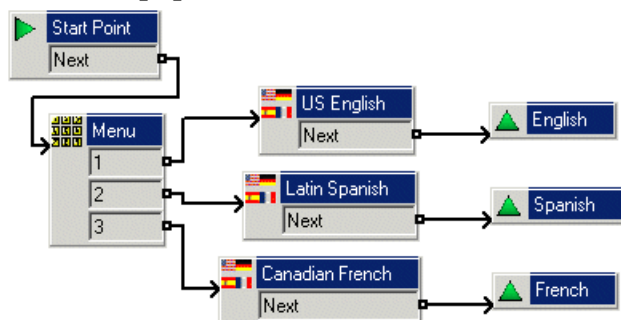 Start Point
Next
Menu
1
2
3
US English
Next
English
Latin Spanish
Next
Spanish
Canadian French
Next
French